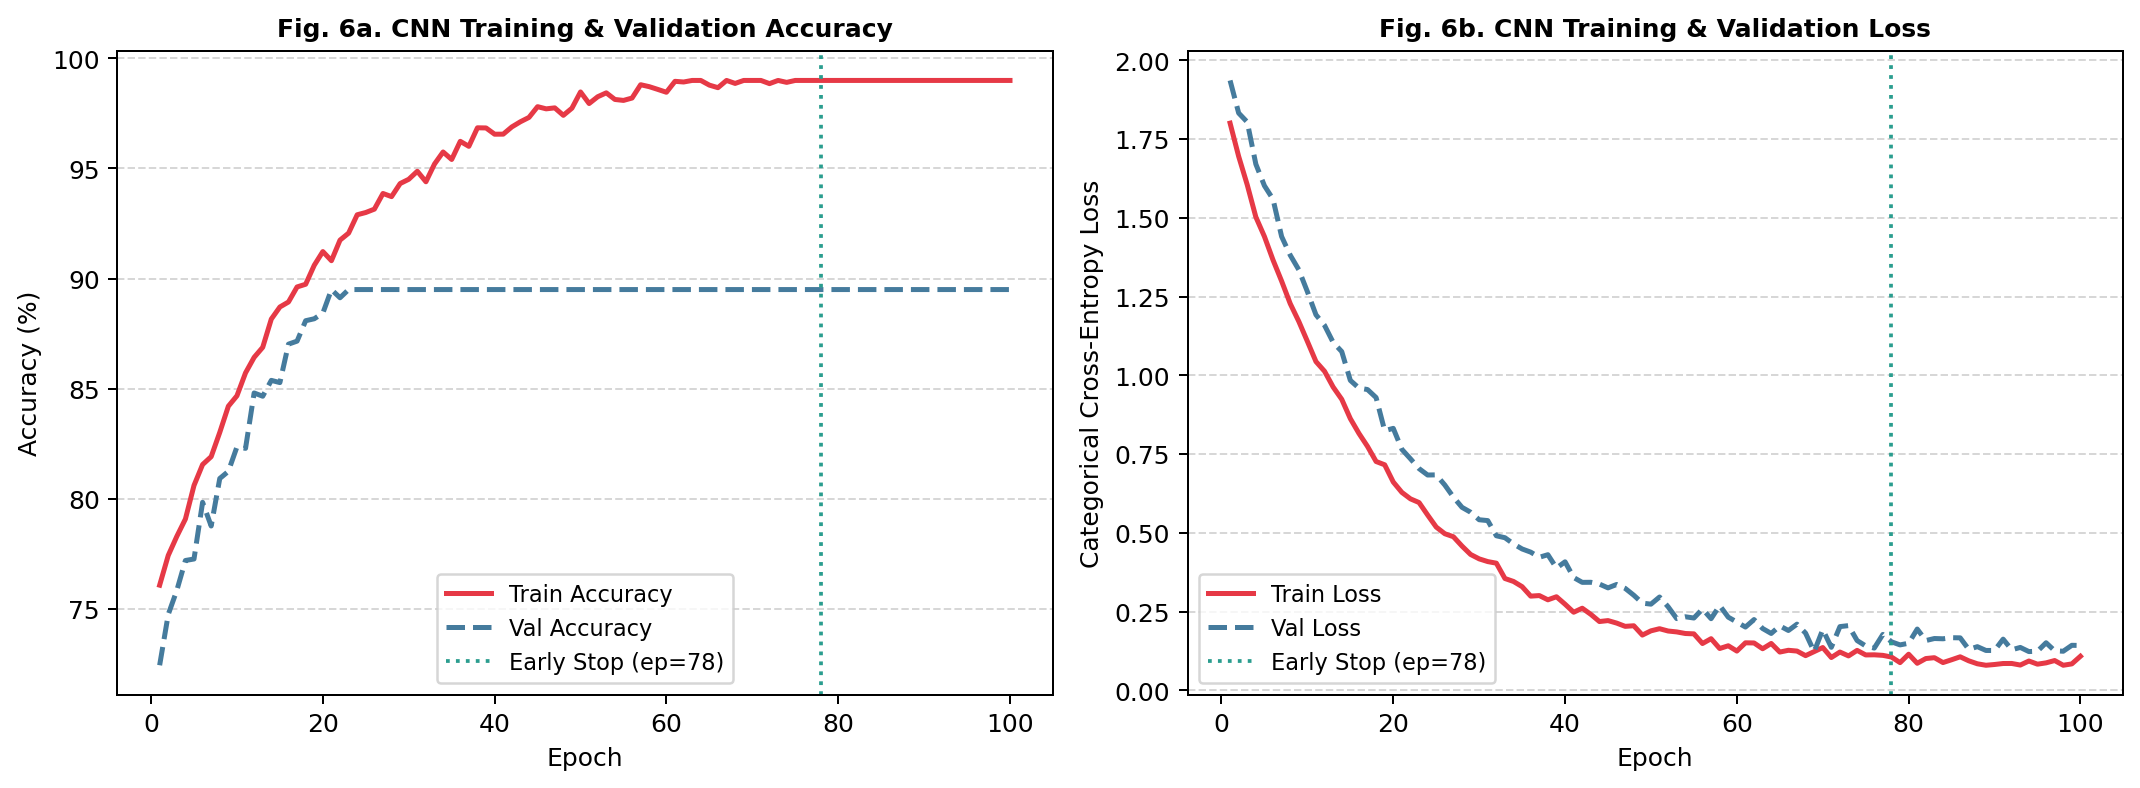 Fig. 6a. CNN Training & Validation Accuracy
100
95
90
85
80
75
Accuracy (%)
0 20 40 60 80 100
Epoch
Train Accuracy
Val Accuracy
Early Stop (ep=78)
Fig. 6b. CNN Training & Validation Loss
2.00
1.75
1.50
1.25
1.00
0.75
0.50
0.25
0.00
Categorical Cross-Entropy Loss
0 20 40 60 80 100
Epoch
Train Loss
Val Loss
Early Stop (ep=78)